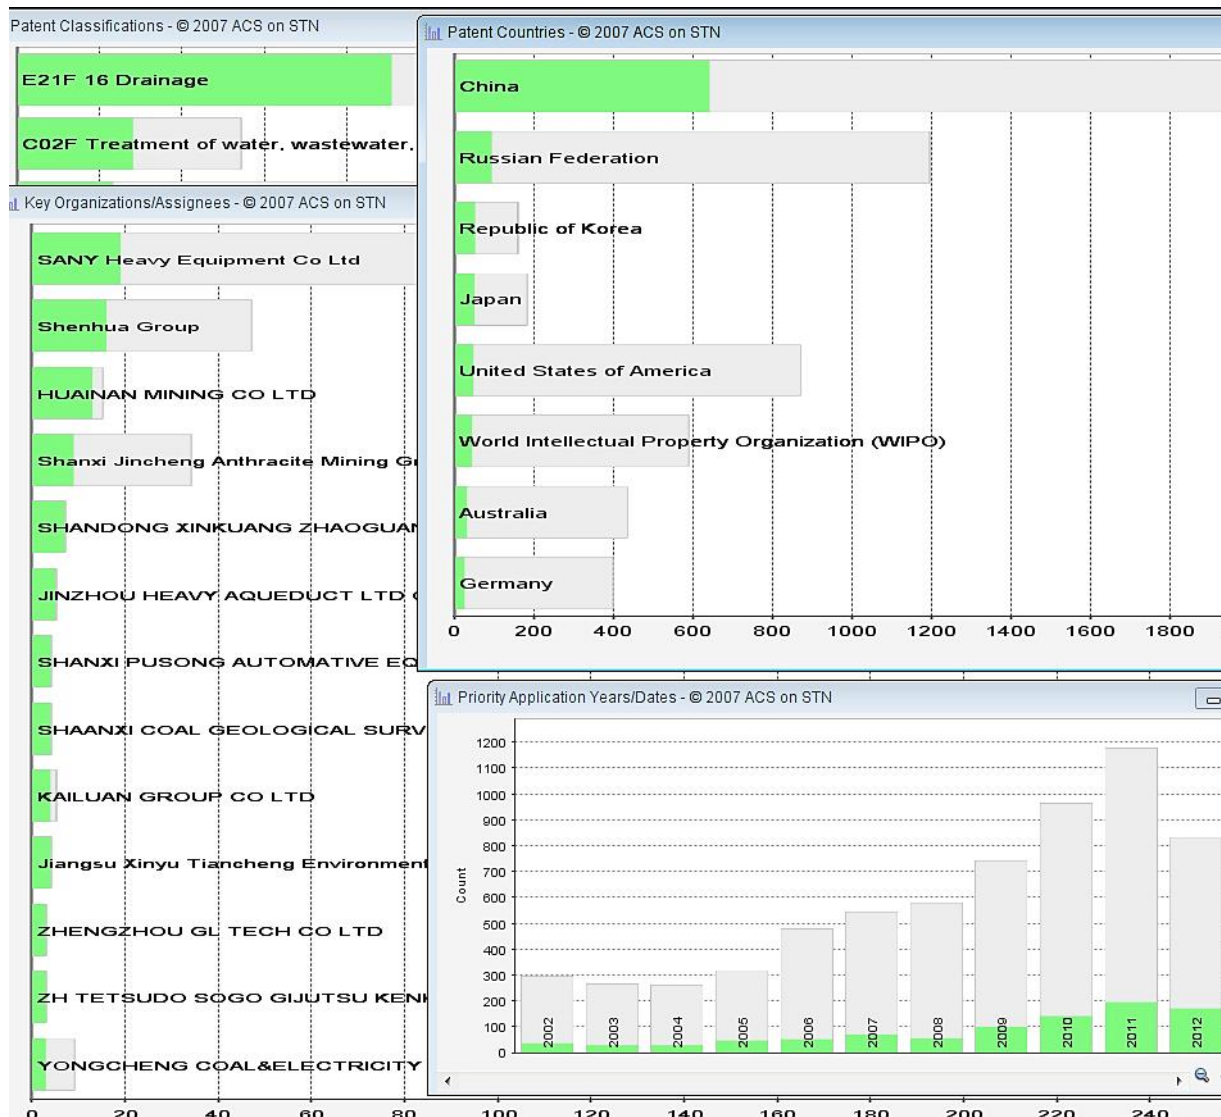 Patent Classifications - © 2007 ACS on STN
E21F 16 Drainage
C02F Treatment of water, wastewater,
Key Organizations/Assignees - © 2007 ACS on STN
SANY Heavy Equipment Co Ltd
Shenhua Group
HUAINAN MINING CO LTD
Shanxi Jincheng Anthracite Mining
SHANDONG XINKUANG
JINZHOU HEAVY AQUEDUCT LTD
SHANXI PUSONG AUTOMATIVE
SHAANXI COAL GEOLOGICAL
KAILUAN GROUP CO LTD
Jiangsu Xinyu Tiancheng Environment
ZHENGZHOU GL TECH CO LTD
ZH TETSUDO SOGO GIJUTSU
YONGCHENG COAL&ELECTRICITY
0 20 40 60 80 100 120 140 160 180 200 220 240
Patent Countries - © 2007 ACS on STN
China
Russian Federation
Republic of Korea
Japan
United States of America
World Intellectual Property Organization (WIPO)
Australia
Germany
0 200 400 600 800 1000 1200 1400 1600 1800
Priority Application Years/Dates - © 2007 ACS on STN
Count
1200
1100
1000
900
800
700
600
500
400
300
200
100
0
2002 2003 2004 2005 2006 2007 2008 2009 2010 2011 2012